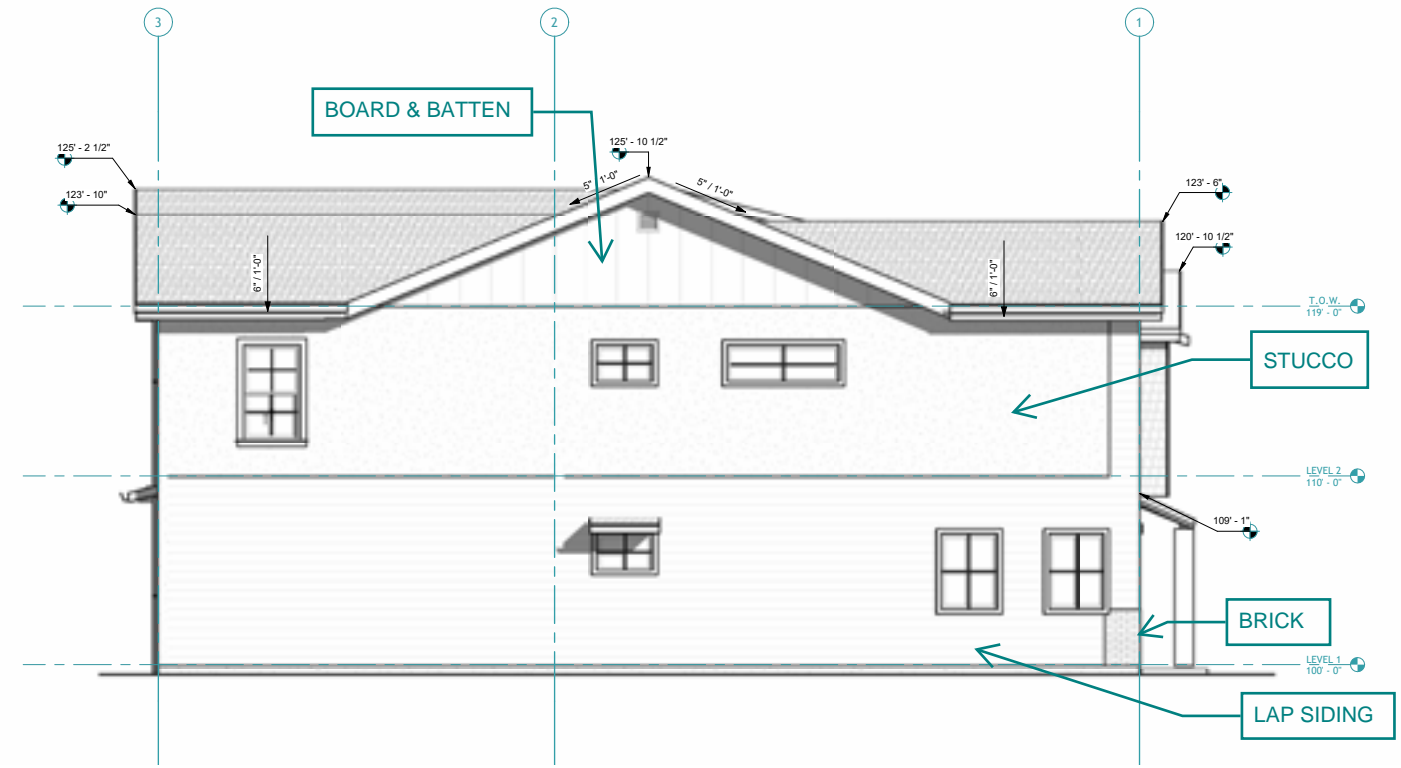 3
2
1
BOARD & BATTEN
125' - 2 1/2"
125' - 10 1/2"
123' - 10"
5" / 1'-0"
5" / 1'-0"
123' - 6"
120' - 10 1/2"
6" / 1'-0"
6" / 1'-0"
T.O.W.
119' - 0"
STUCCO
LEVEL 2
110' - 0"
109' - 1"
BRICK
LEVEL 1
100' - 0"
LAP SIDING